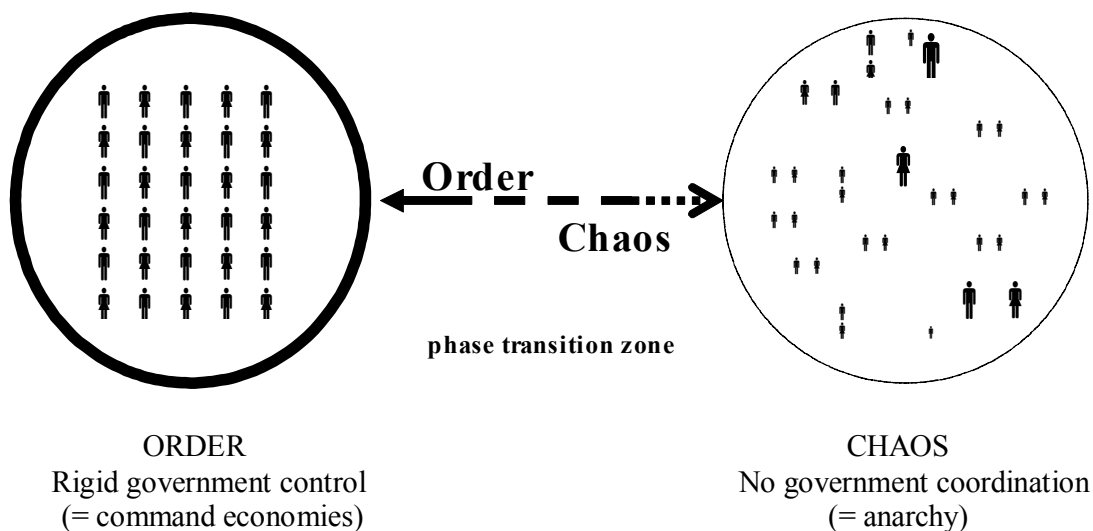 Order
Chaos
phase transition zone
ORDER
Rigid government control
(= command economies)
CHAOS
No government coordination
(= anarchy)